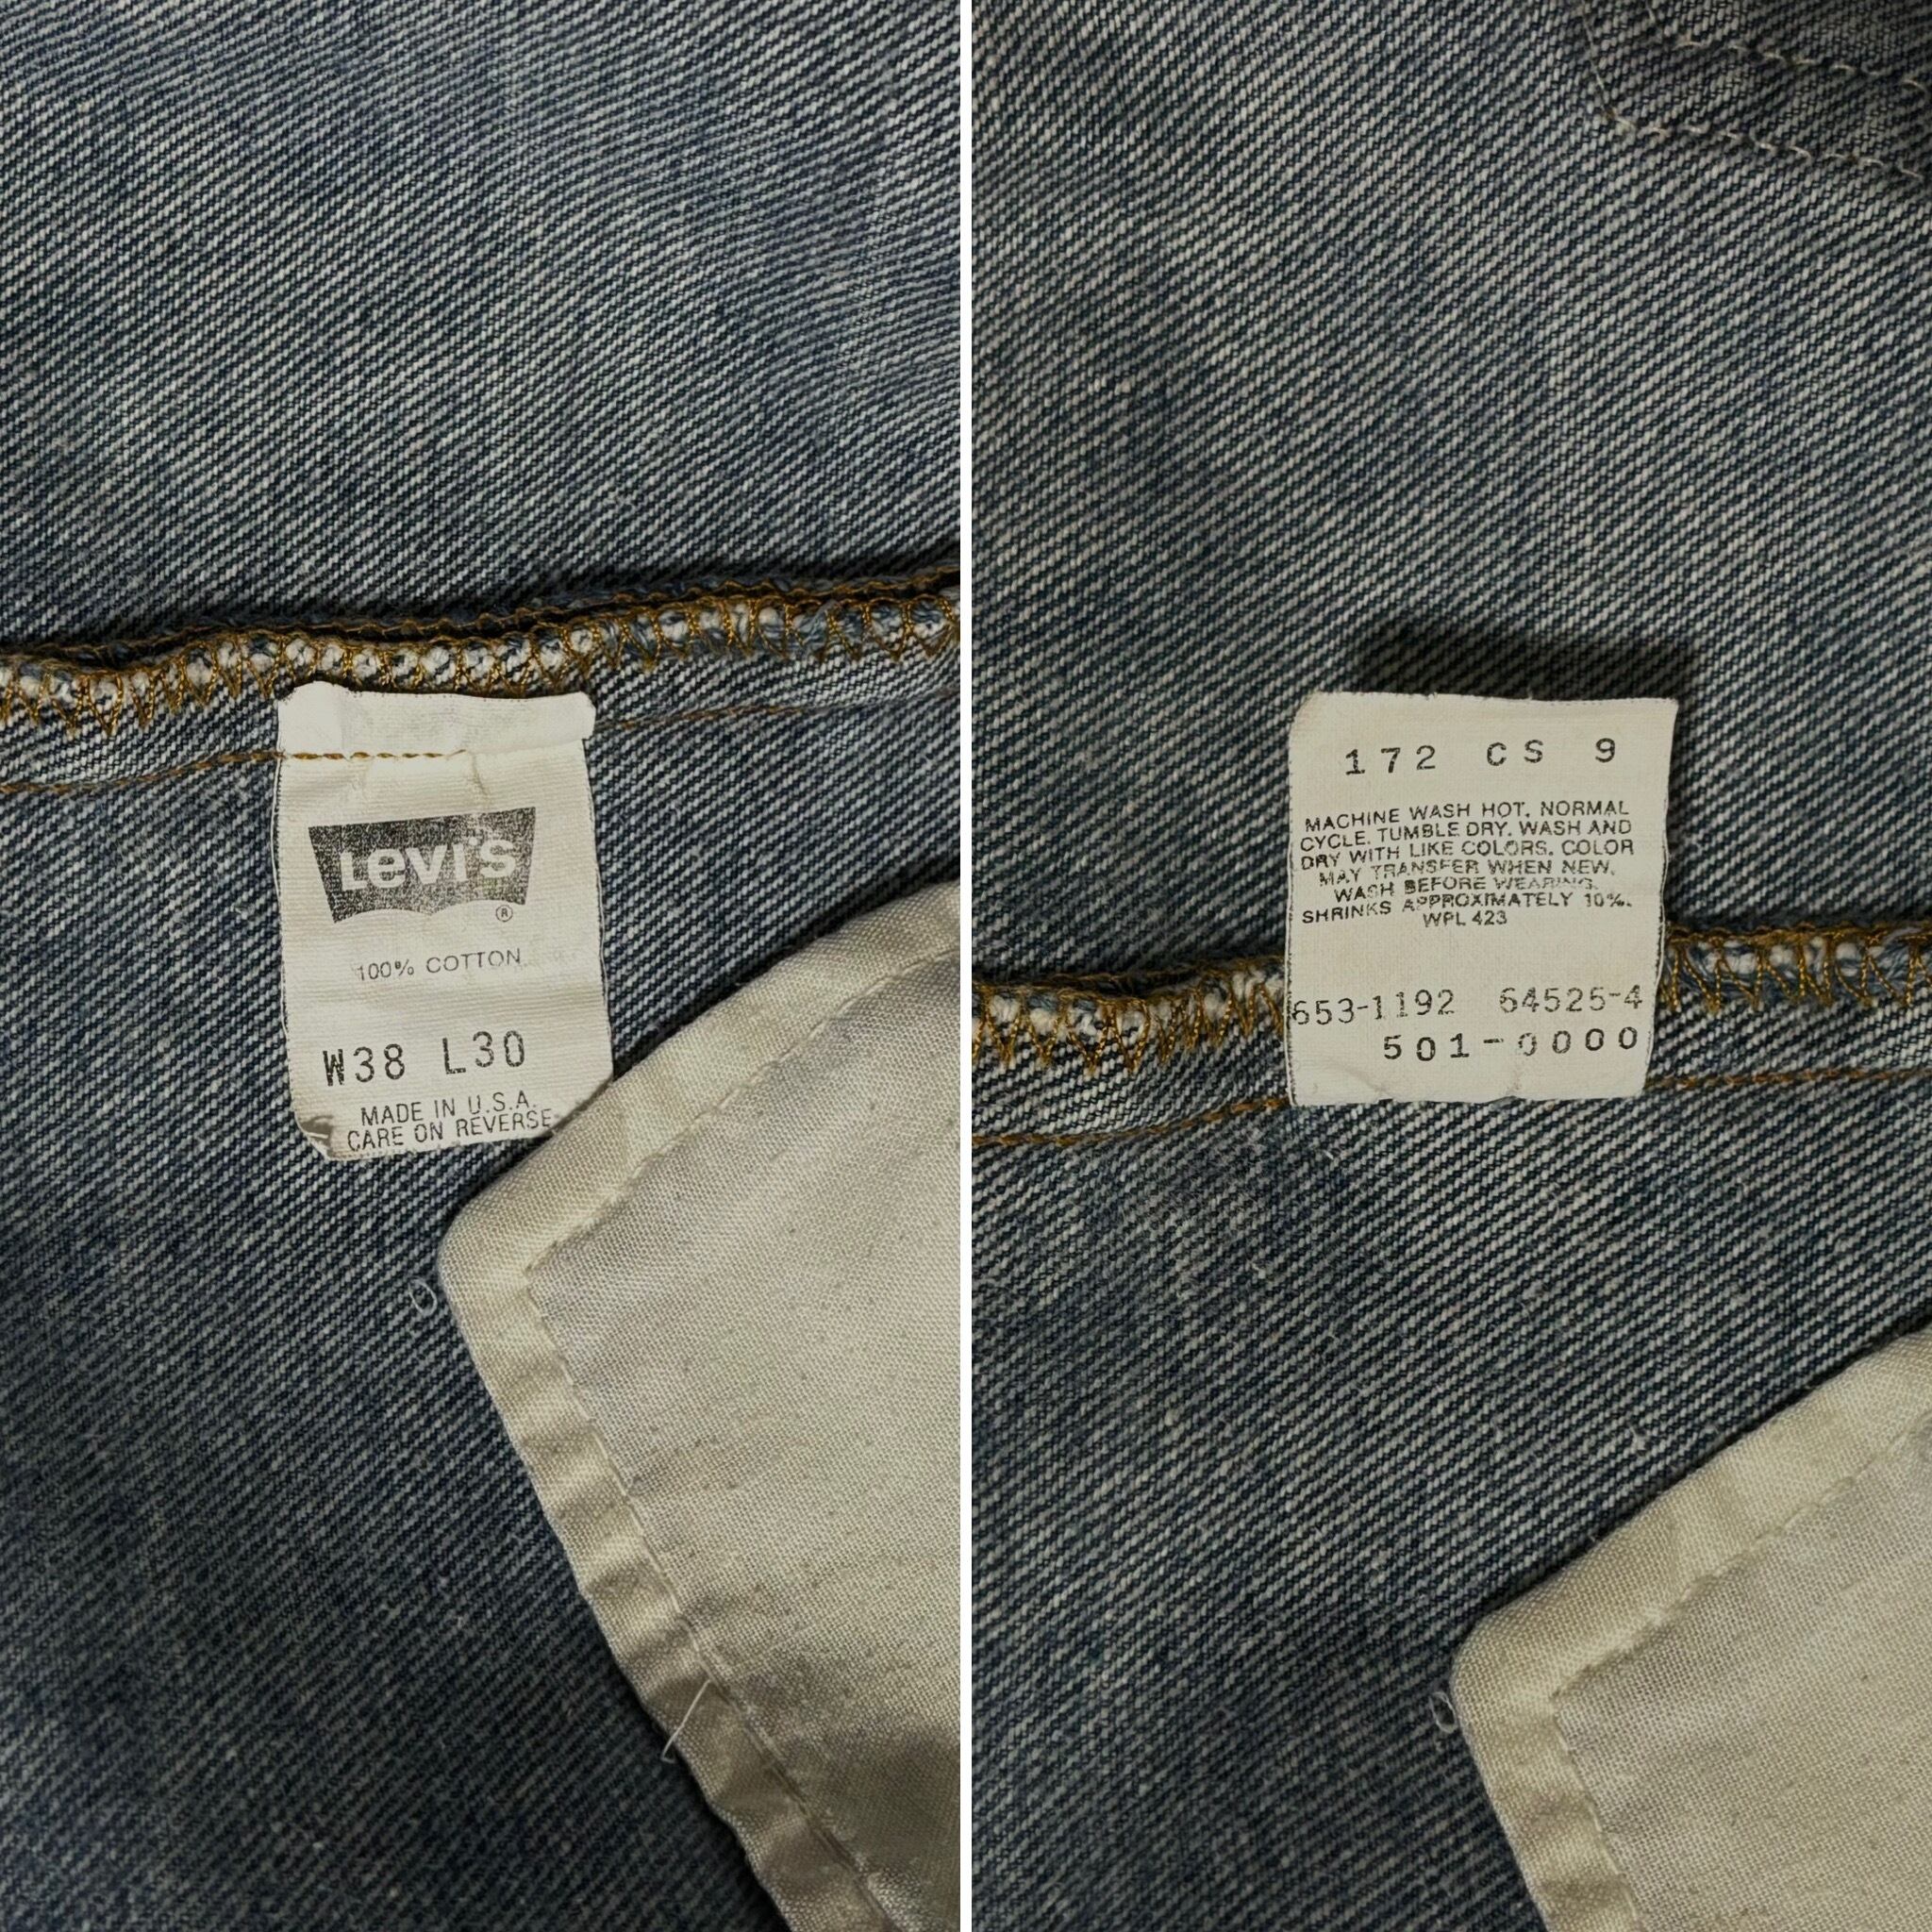 Levi's
®
100% COTTON
W38 L30
MADE IN U.S.A.
CARE ON REVERSE
172 CS 9
MACHINE WASH HOT. NORMAL
CYCLE. TUMBLE DRY. WASH AND
DRY WITH LIKE COLORS. COLOR
MAY TRANSFER WHEN NEW.
WASH BEFORE WEARING.
SHRINKS APPROXIMATELY 10%.
WPL 423
653-1192 64525-4
501-0000